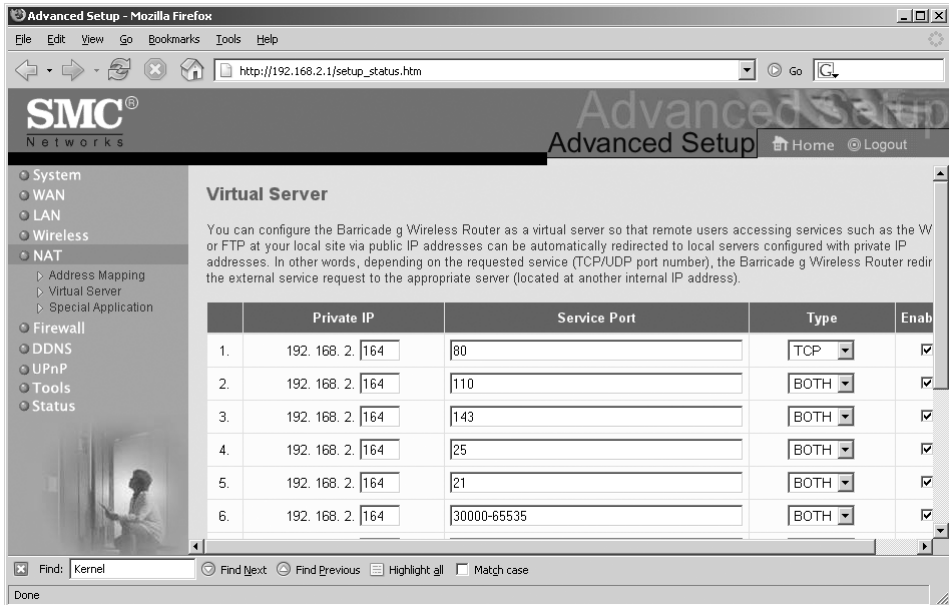 Advanced Setup - Mozilla Firefox
File Edit View Go Bookmarks Tools Help
http://192.168.2.1/setup_status.htm Go G
SMC®
Networks
Advanced Setup
Advanced Setup
Home Logout
System
WAN
LAN
Wireless
NAT
Address Mapping
Virtual Server
Special Application
Firewall
DDNS
UPnP
Tools
Status
Virtual Server
You can configure the Barricade g Wireless Router as a virtual server so that remote users accessing services such as the W
or FTP at your local site via public IP addresses can be automatically redirected to local servers configured with private IP
addresses. In other words, depending on the requested service (TCP/UDP port number), the Barricade g Wireless Router redir
the external service request to the appropriate server (located at another internal IP address).
Private IP Service Port Type Enab
1. 192. 168. 2. 164 80 TCP
2. 192. 168. 2. 164 110 BOTH
3. 192. 168. 2. 164 143 BOTH
4. 192. 168. 2. 164 25 BOTH
5. 192. 168. 2. 164 21 BOTH
6. 192. 168. 2. 164 30000-65535 BOTH
Find: Kernel Find Next Find Previous Highlight all Match case
Done